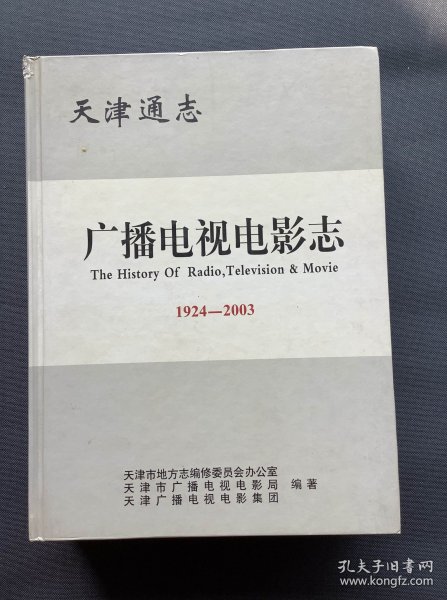 天津通志
广播电视电影志
The History Of Radio,Television & Movie
1924—2003
天津市地方志编修委员会办公室
天津市广播电视电影局 编著
天津广播电视电影集团
孔夫子旧书网
www.kongfz.com